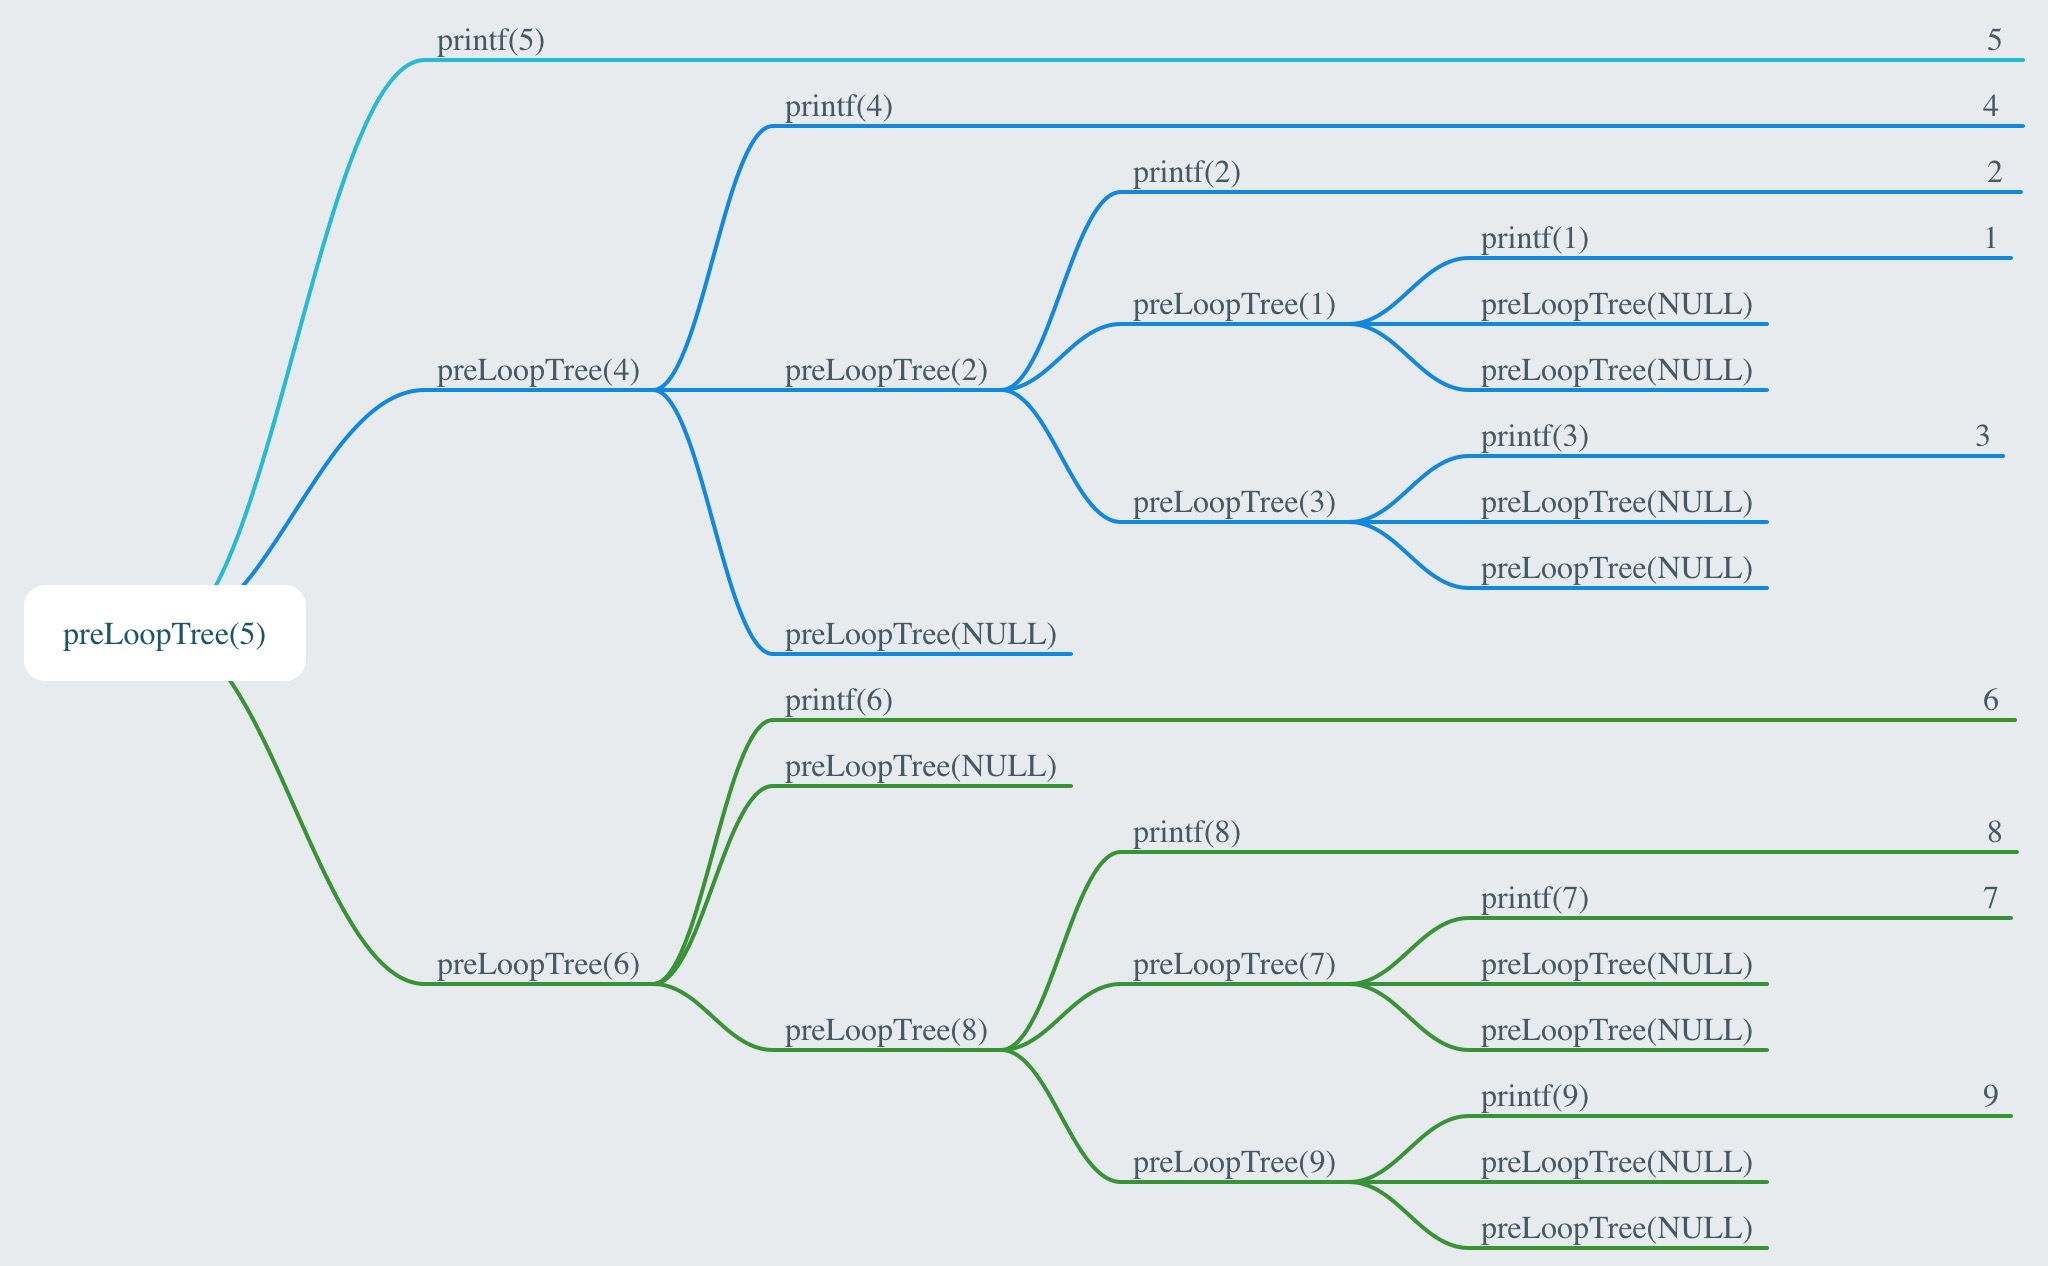 printf(5) 5
printf(4) 4
printf(2) 2
printf(1) 1
preLoopTree(1) preLoopTree(NULL)
preLoopTree(4) preLoopTree(2) preLoopTree(NULL)
printf(3) 3
preLoopTree(3) preLoopTree(NULL)
preLoopTree(NULL)
preLoopTree(5) preLoopTree(NULL)
printf(6) 6
preLoopTree(NULL)
printf(8) 8
printf(7) 7
preLoopTree(6) preLoopTree(7) preLoopTree(NULL)
preLoopTree(8) preLoopTree(NULL)
printf(9) 9
preLoopTree(9) preLoopTree(NULL)
preLoopTree(NULL)